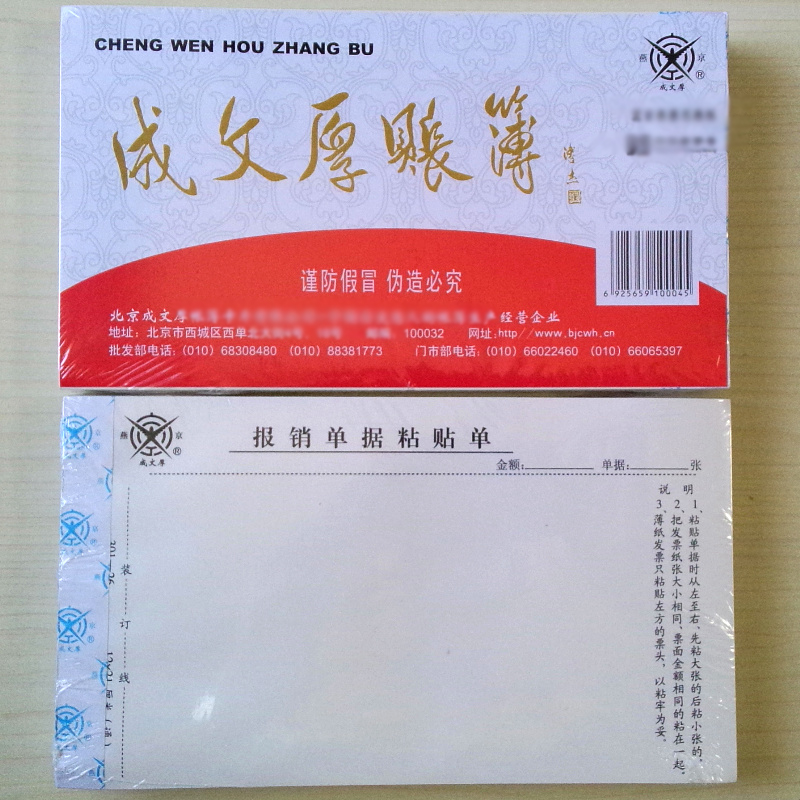 CHENG WEN HOU ZHANG BU
燕 京
®
成文厚
成文厚账簿
溥杰
6 925659 100045
谨防假冒 伪造必究
北京成文厚 经营企业
地址：北京市西城区西单 100032 网址:http://www.bjcwh.cn
批发部电话:(010) 68308480 (010) 88381773 门市部电话:(010) 66022460 (010) 66065397
燕 京
®
成文厚
报销单据粘贴单
金额: 单据: 张
说 明
1、粘贴单据时从左至右、先粘大张的后粘小张的。
2、把发票纸张大小相同、票面金额相同的粘在一起。
3、薄纸发票只粘贴左方的票头，以粘牢为妥。
装
订
线